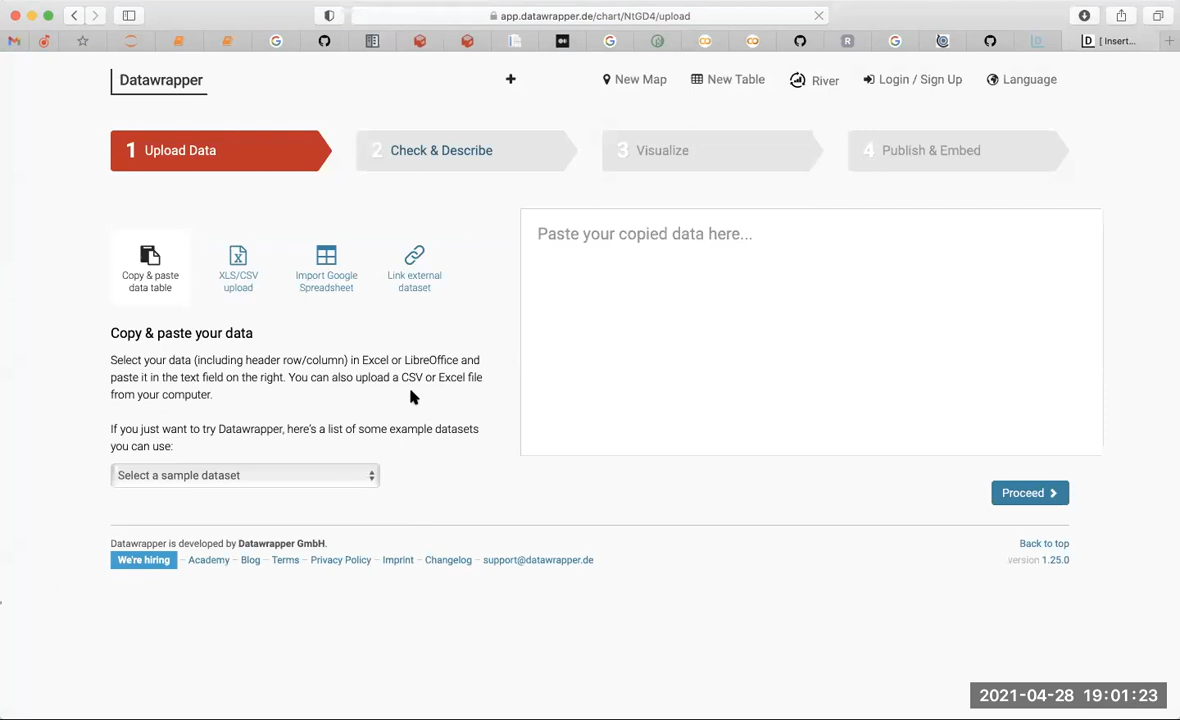 app.datawrapper.de/chart/NtGD4/upload
[ Insert...
Datawrapper
New Map
New Table
River
Login / Sign Up
Language
1 Upload Data
2 Check & Describe
3 Visualize
4 Publish & Embed
Copy & paste
data table
XLS/CSV
upload
Import Google
Spreadsheet
Link external
dataset
Paste your copied data here...
Copy & paste your data
Select your data (including header row/column) in Excel or LibreOffice and
paste it in the text field on the right. You can also upload a CSV or Excel file
from your computer.
If you just want to try Datawrapper, here's a list of some example datasets
you can use:
Select a sample dataset
Proceed
Datawrapper is developed by Datawrapper GmbH.
Back to top
We're hiring – Academy – Blog – Terms – Privacy Policy – Imprint – Changelog – support@datawrapper.de
version 1.25.0
2021-04-28 19:01:23